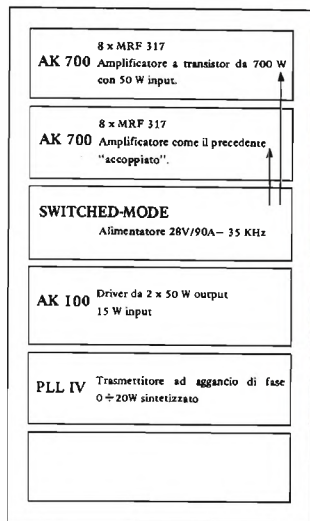 8 x MRF 317
AK 700 Amplificatore a transistor da 700 W
con 50 W input.
8 x MRF 317
AK 700 Amplificatore come il precedente
“accoppiato”.
SWITCHED-MODE
Alimentatore 28V/90A– 35 KHz
AK 100 Driver da 2 x 50 W output
15 W input
PLL IV Trasmettitore ad aggancio di fase
0÷20W sintetizzato